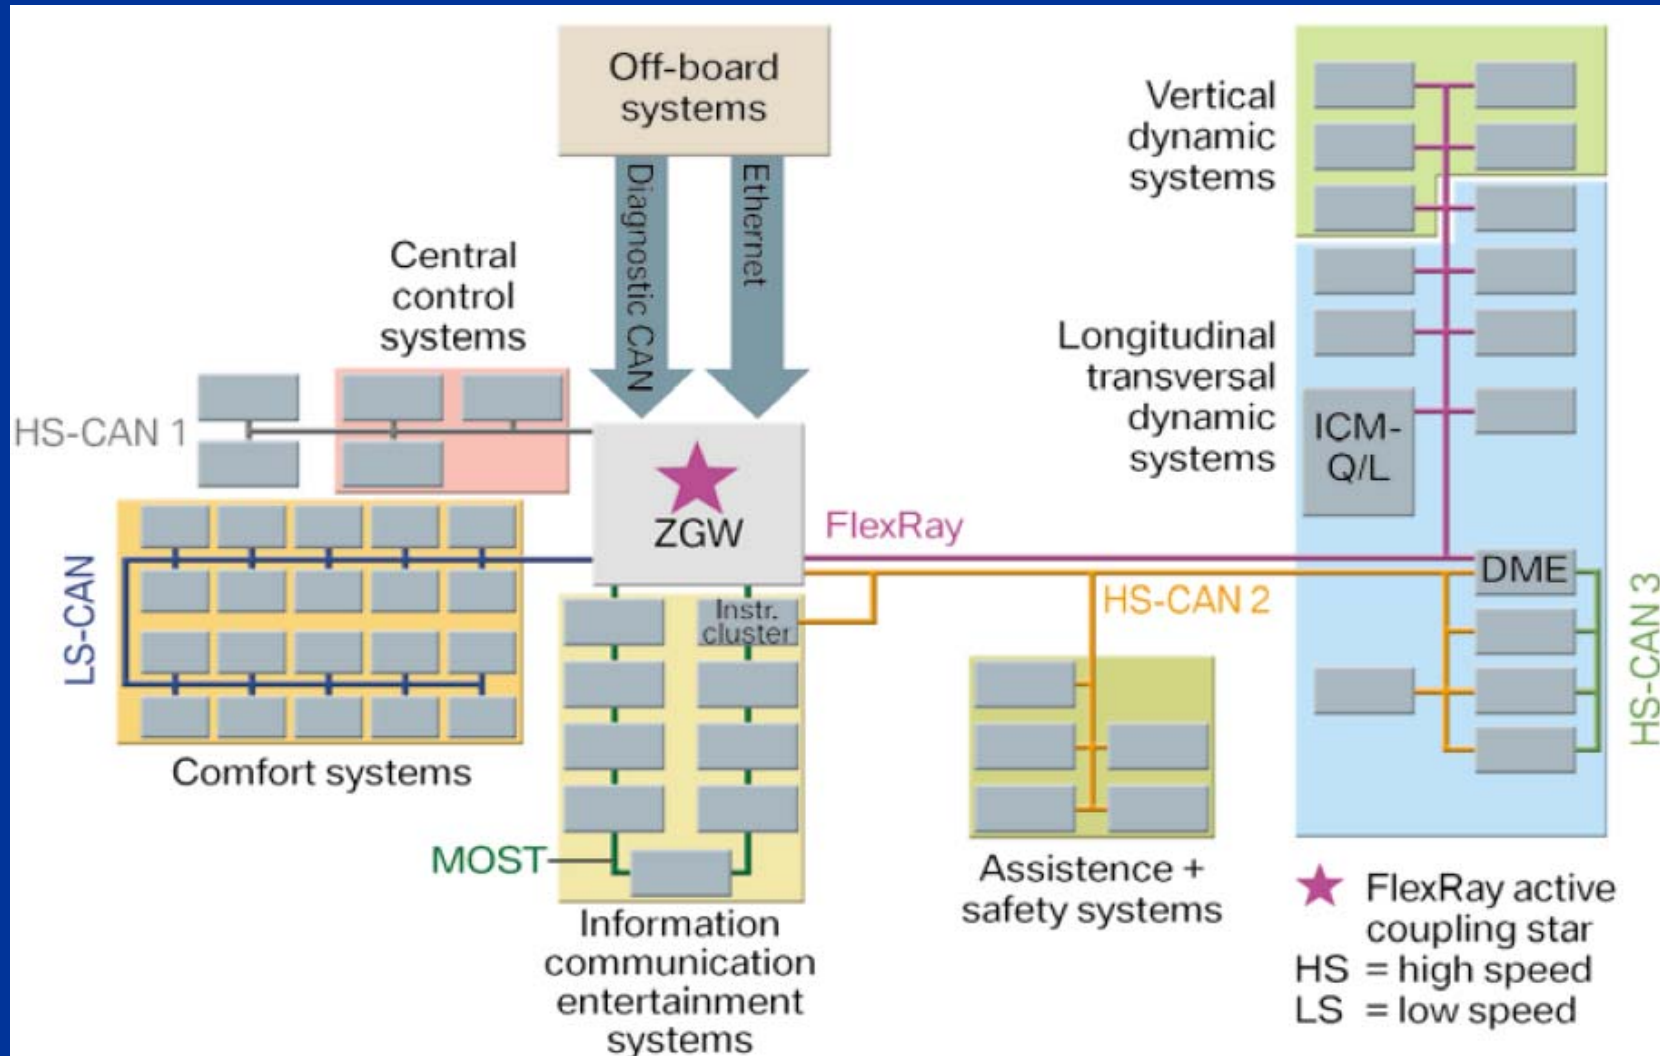 Off-board
systems
Diagnostic CAN
Ethernet
Vertical
dynamic
systems
Central
control
systems
Longitudinal
transversal
dynamic
systems
HS-CAN 1
ICM-
Q/L
ZGW
FlexRay
LS-CAN
DME
HS-CAN 2
HS-CAN 3
Instr.
cluster
Comfort systems
MOST
Information
communication
entertainment
systems
Assistence +
safety systems
FlexRay active
coupling star
HS = high speed
LS = low speed